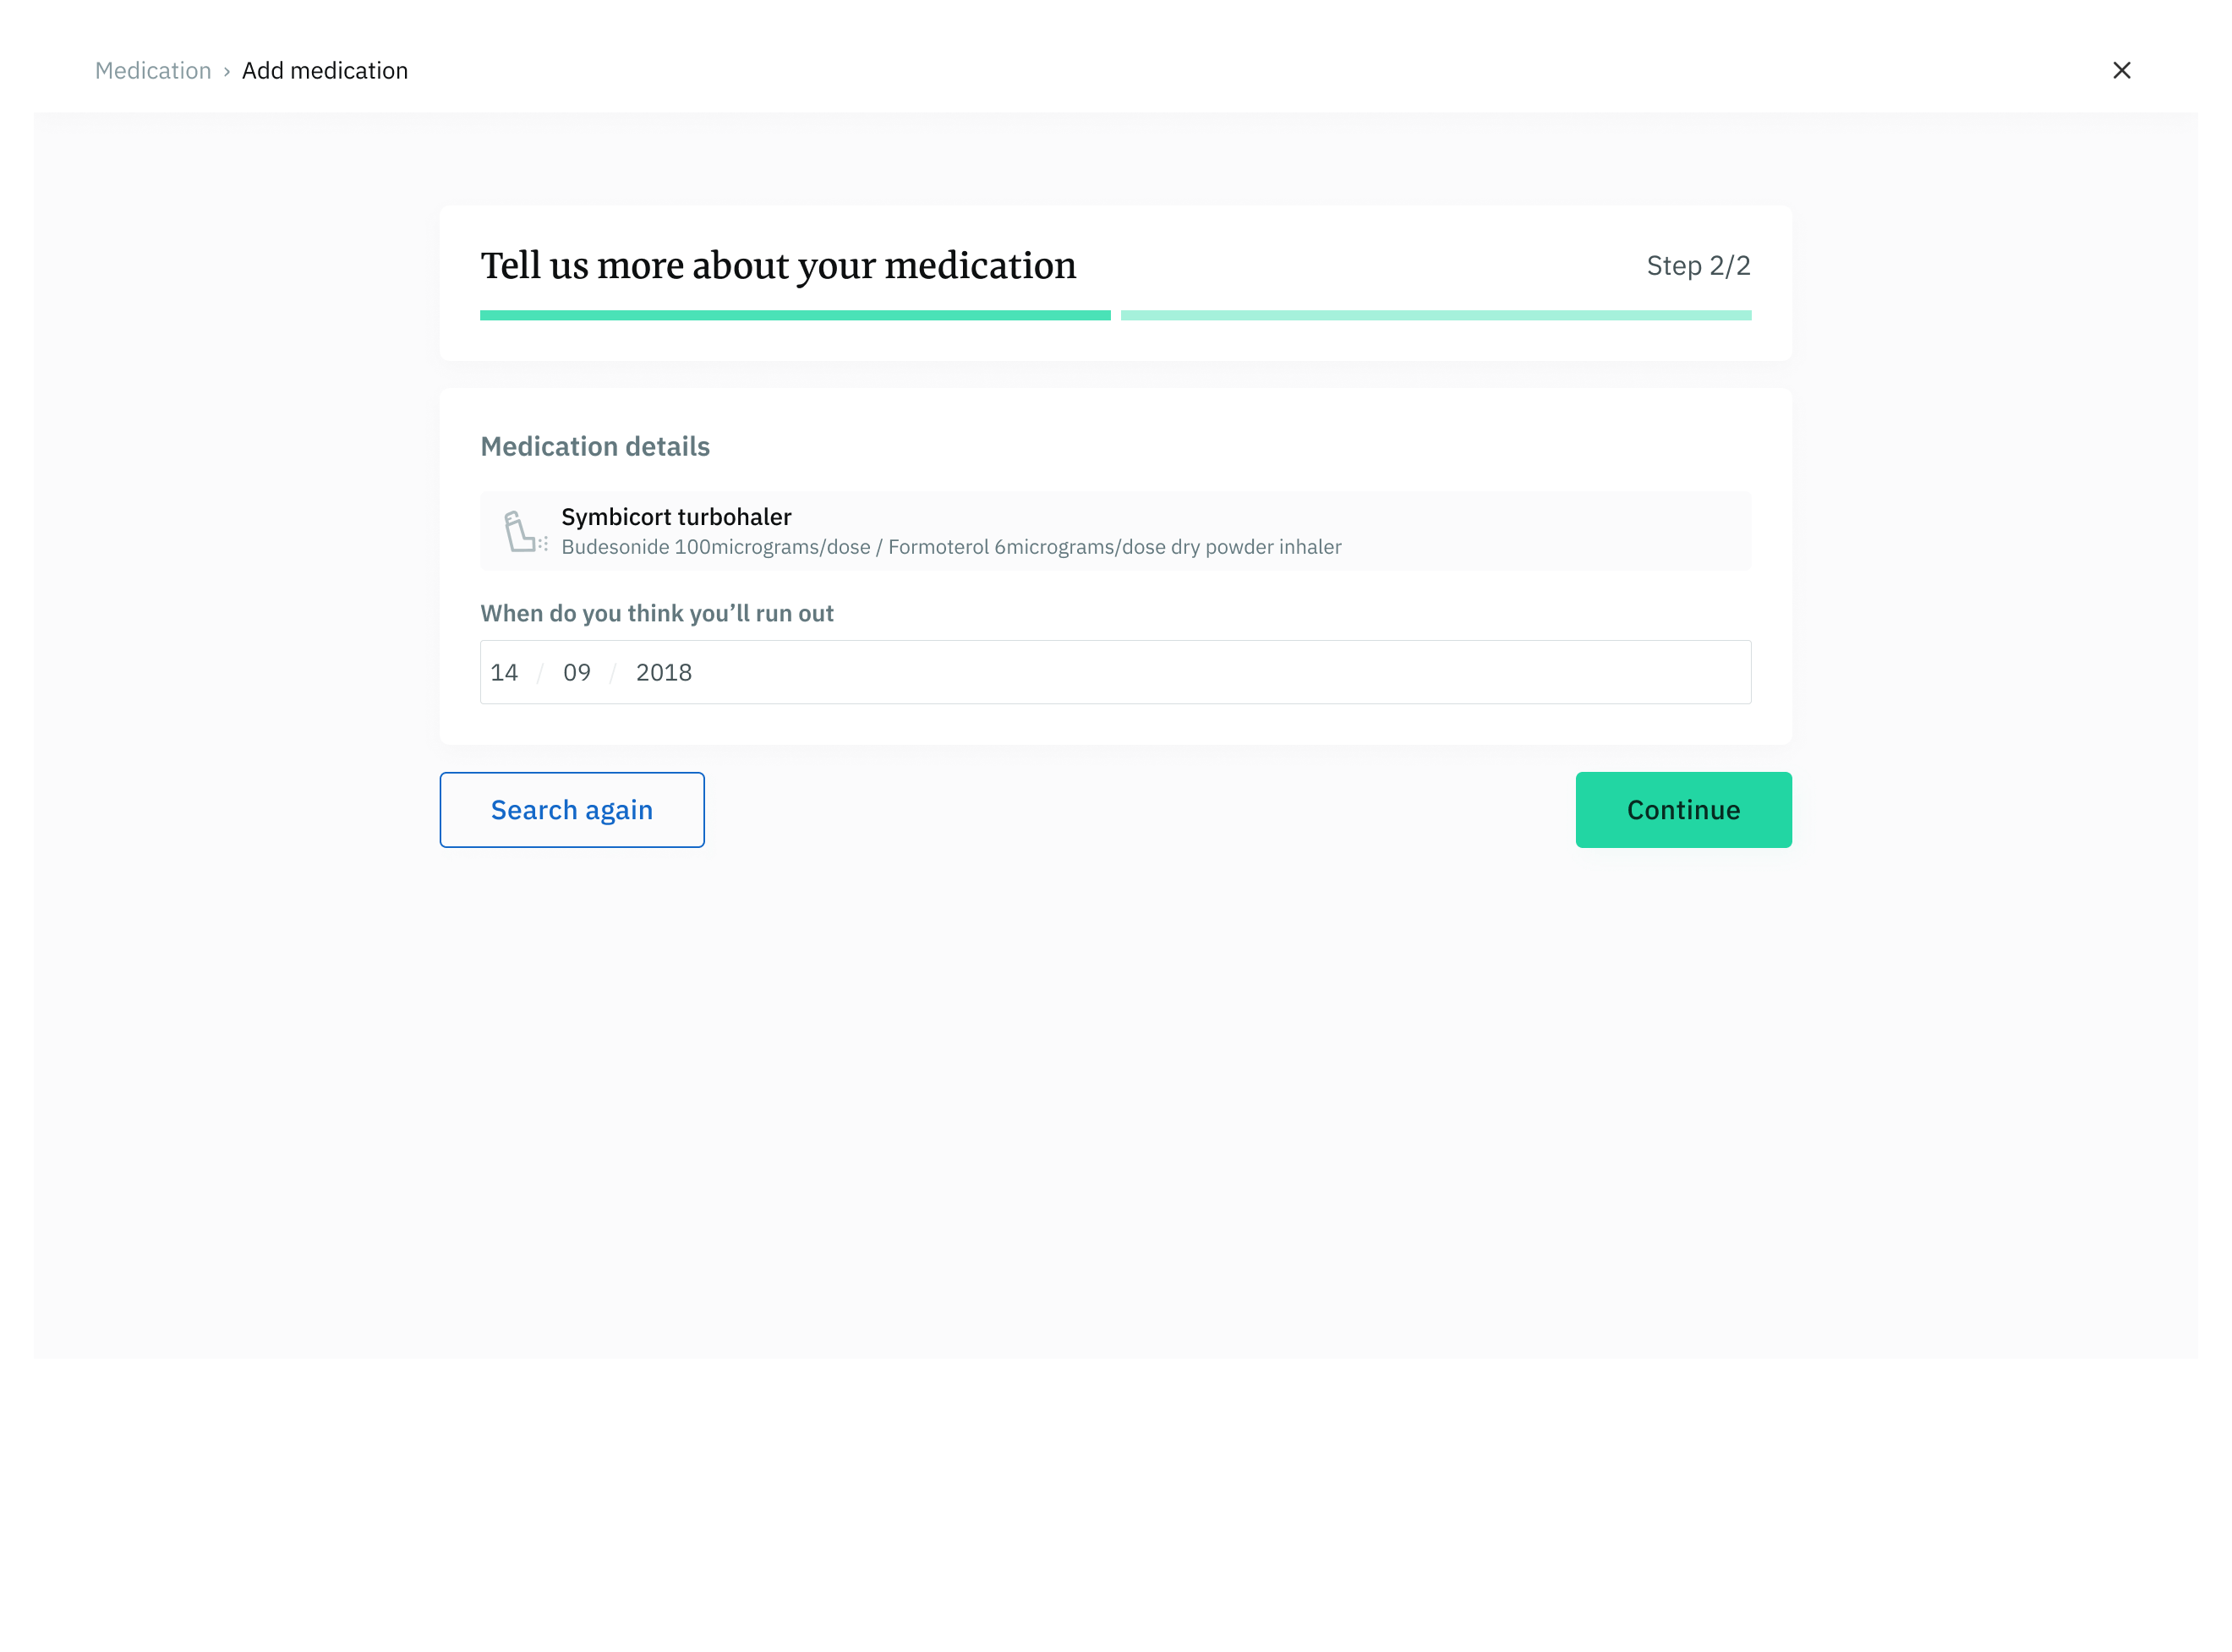 Medication › Add medication
Tell us more about your medication
Step 2/2
Medication details
Symbicort turbohaler
Budesonide 100micrograms/dose / Formoterol 6micrograms/dose dry powder inhaler
When do you think you’ll run out
14 / 09 / 2018
Search again
Continue